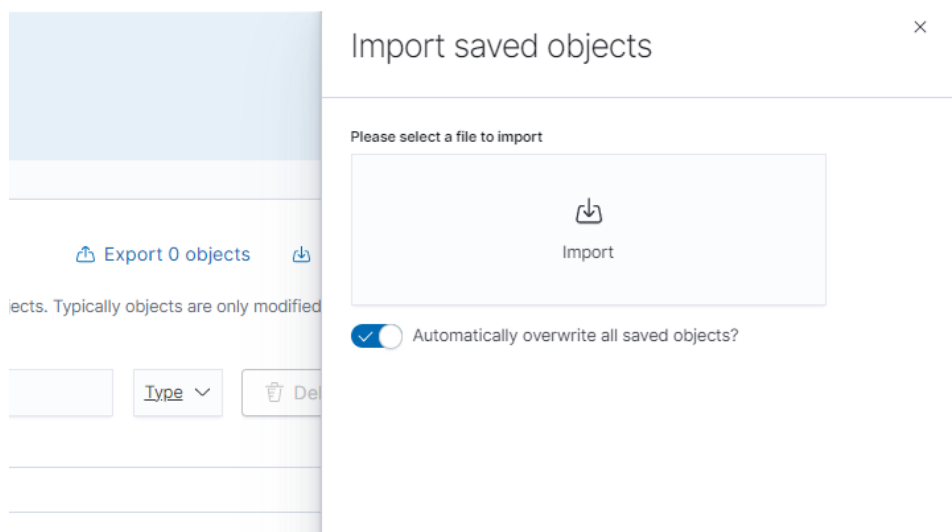 Import saved objects
Please select a file to import
Import
Automatically overwrite all saved objects?
Export 0 objects
jects. Typically objects are only modified
Type
Del